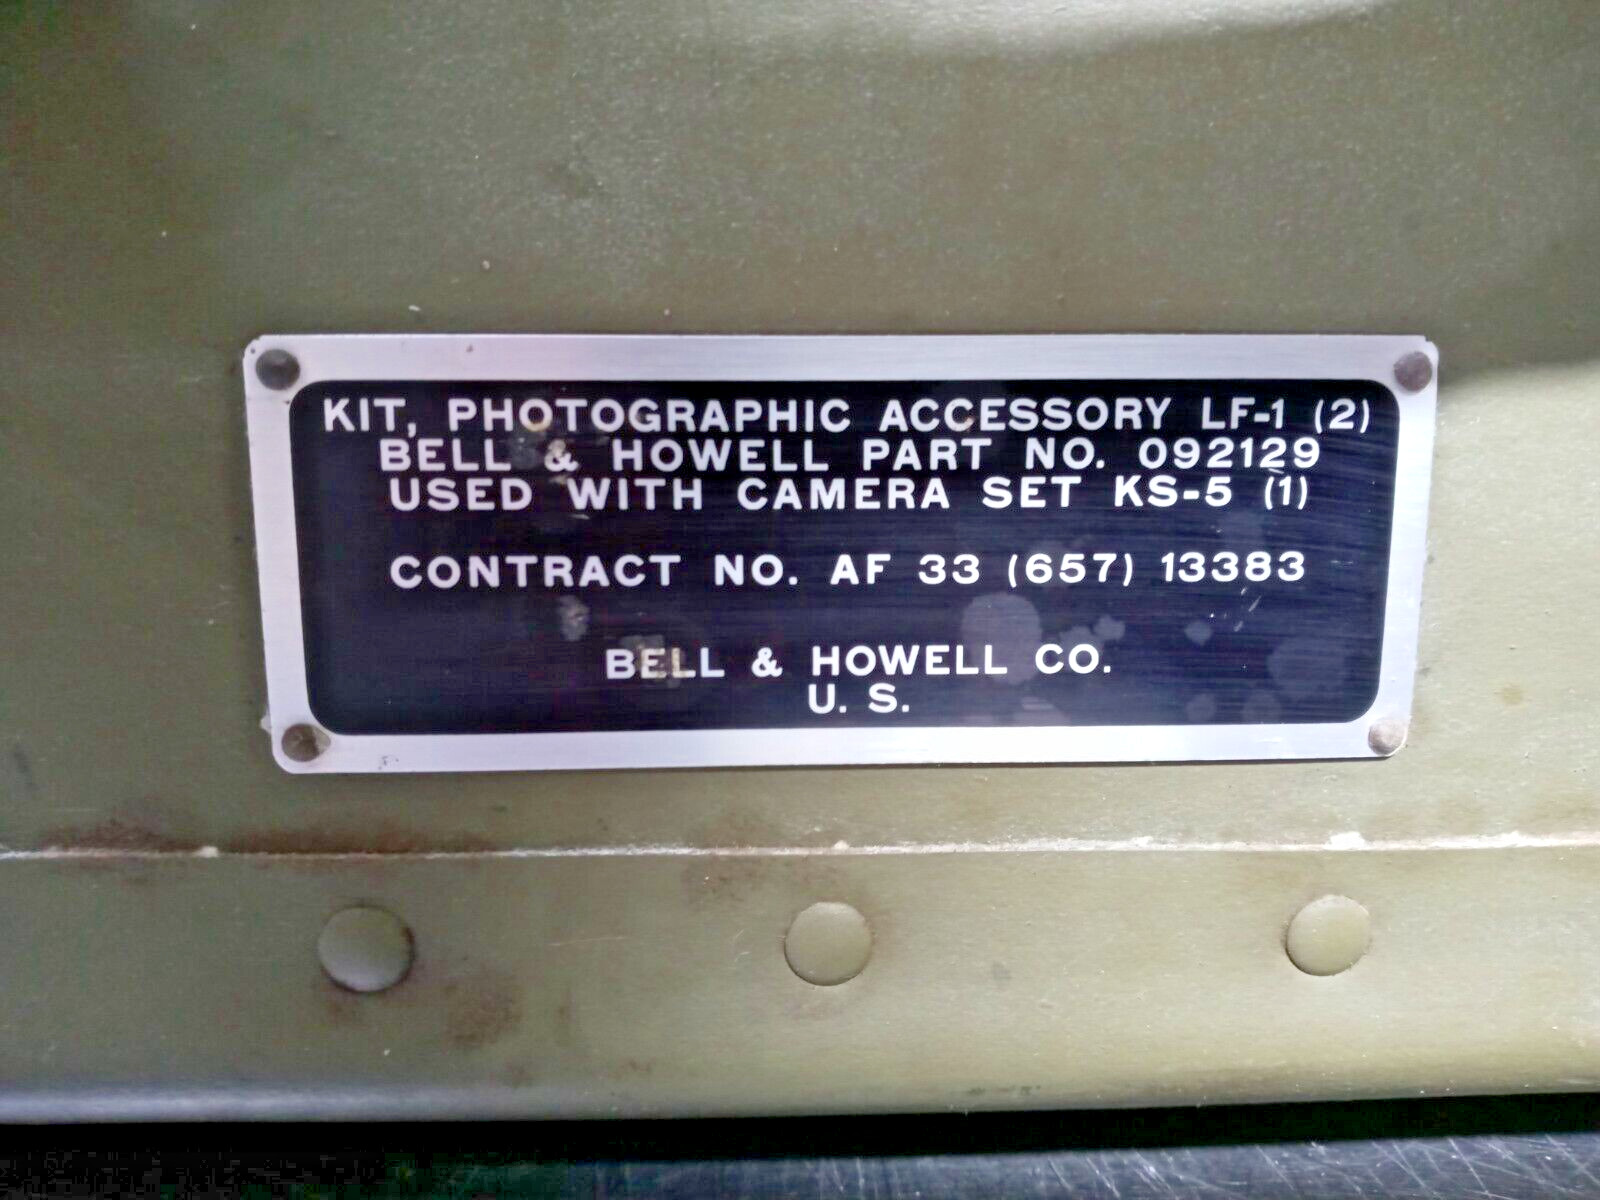 KIT, PHOTOGRAPHIC ACCESSORY LF-1 (2)
BELL & HOWELL PART NO. 092129
USED WITH CAMERA SET KS-5 (1)
CONTRACT NO. AF 33 (657) 13383
BELL & HOWELL CO.
U. S.